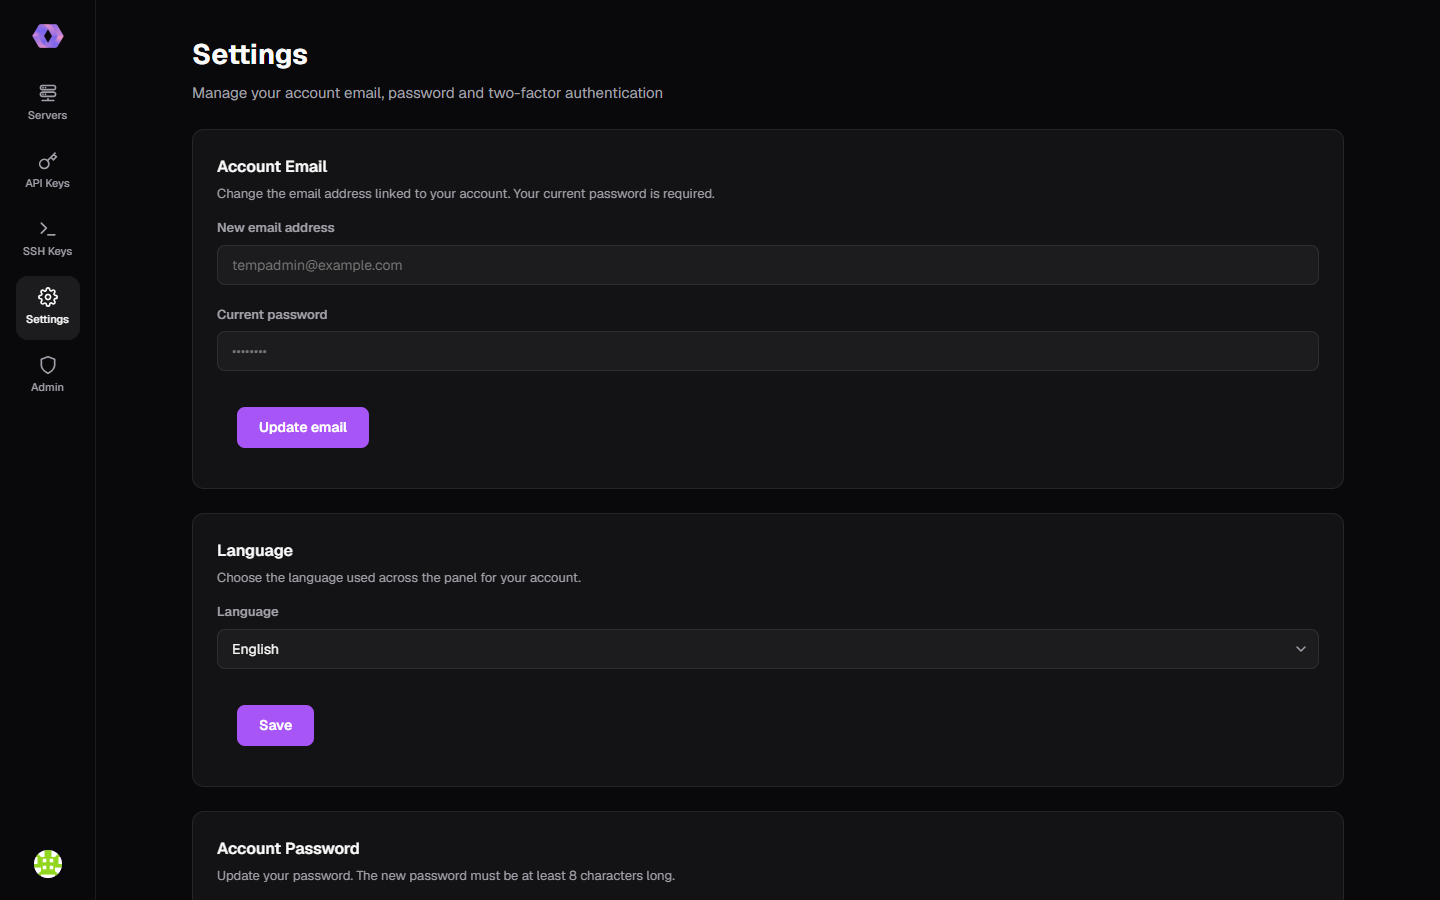 Settings
Manage your account email, password and two-factor authentication
Servers
API Keys
SSH Keys
Settings
Admin
Account Email
Change the email address linked to your account. Your current password is required.
New email address
tempadmin@example.com
Current password
••••••••
Update email
Language
Choose the language used across the panel for your account.
Language
English
Save
Account Password
Update your password. The new password must be at least 8 characters long.